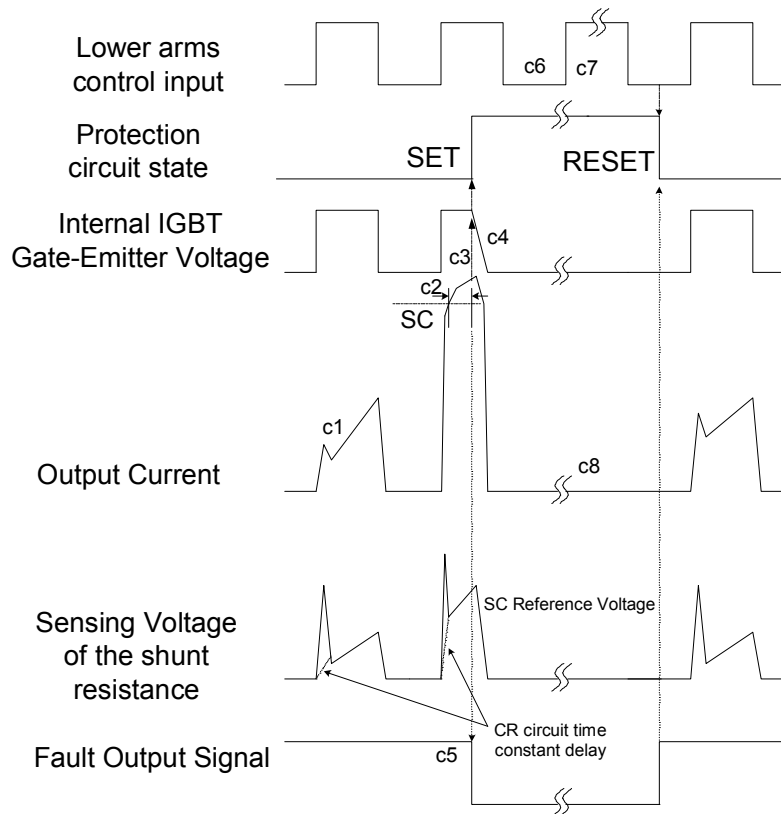 Lower arms
control input
c6
c7
Protection
circuit state
SET
RESET
Internal IGBT
Gate-Emitter Voltage
c4
c3
c2
SC
c1
Output Current
c8
SC Reference Voltage
Sensing Voltage
of the shunt
resistance
CR circuit time
constant delay
Fault Output Signal
c5